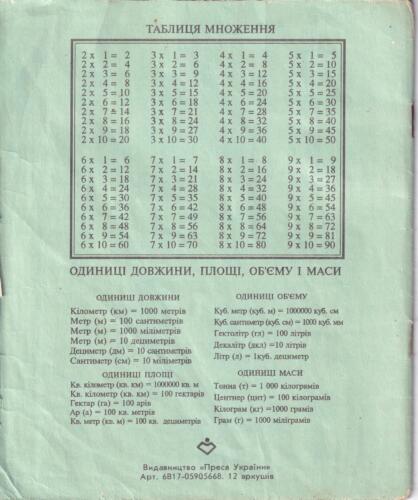 ТАБЛИЦЯ МНОЖЕННЯ
2 x 1 = 2 3 x 1 = 3 4 x 1 = 4 5 x 1 = 5
2 x 2 = 4 3 x 2 = 6 4 x 2 = 8 5 x 2 = 10
2 x 3 = 6 3 x 3 = 9 4 x 3 = 12 5 x 3 = 15
2 x 4 = 8 3 x 4 = 12 4 x 4 = 16 5 x 4 = 20
2 x 5 = 10 3 x 5 = 15 4 x 5 = 20 5 x 5 = 25
2 x 6 = 12 3 x 6 = 18 4 x 6 = 24 5 x 6 = 30
2 x 7 = 14 3 x 7 = 21 4 x 7 = 28 5 x 7 = 35
2 x 8 = 16 3 x 8 = 24 4 x 8 = 32 5 x 8 = 40
2 x 9 = 18 3 x 9 = 27 4 x 9 = 36 5 x 9 = 45
2 x 10 = 20 3 x 10 = 30 4 x 10 = 40 5 x 10 = 50
6 x 1 = 6 7 x 1 = 7 8 x 1 = 8 9 x 1 = 9
6 x 2 = 12 7 x 2 = 14 8 x 2 = 16 9 x 2 = 18
6 x 3 = 18 7 x 3 = 21 8 x 3 = 24 9 x 3 = 27
6 x 4 = 24 7 x 4 = 28 8 x 4 = 32 9 x 4 = 36
6 x 5 = 30 7 x 5 = 35 8 x 5 = 40 9 x 5 = 45
6 x 6 = 36 7 x 6 = 42 8 x 6 = 48 9 x 6 = 54
6 x 7 = 42 7 x 7 = 49 8 x 7 = 56 9 x 7 = 63
6 x 8 = 48 7 x 8 = 56 8 x 8 = 64 9 x 8 = 72
6 x 9 = 54 7 x 9 = 63 8 x 9 = 72 9 x 9 = 81
6 x 10 = 60 7 x 10 = 70 8 x 10 = 80 9 x 10 = 90
ОДИНИЦІ ДОВЖИНИ, ПЛОЩІ, ОБ'ЄМУ І МАСИ
ОДИНИЦІ ДОВЖИНИ
Кілометр (км) = 1000 метрів
Метр (м) = 100 сантиметрів
Метр (м) = 1000 міліметрів
Метр (м) = 10 дециметрів
Дециметр (дм) = 10 сантиметрів
Сантиметр (см) = 10 міліметрів
ОДИНИЦІ ПЛОЩІ
Кв. кілометр (кв. км) = 1000000 кв. м
Кв. кілометр (кв. км) = 100 гектарів
Гектар (га) = 100 арів
Ар (а) = 100 кв. метрів
Кв. метр (кв. м) = 100 кв. дециметрів
ОДИНИЦІ ОБ'ЄМУ
Куб. метр (куб. м) = 1000000 куб. см
Куб. сантиметр (куб. см) = 1000 куб. мм
Гектолітр (гл) = 100 літрів
Декалітр (дкл) =10 літрів
Літр (л) = 1куб. дециметр
ОДИНИЦІ МАСИ
Тонна (т) = 1 000 кілограмів
Центнер (цнт) = 100 кілограмів
Кілограм (кг) =1000 грамів
Грам (г) = 1000 міліграмів
Видавництво «Преса України»
Арт. 6В17-05905668. 12 аркушів